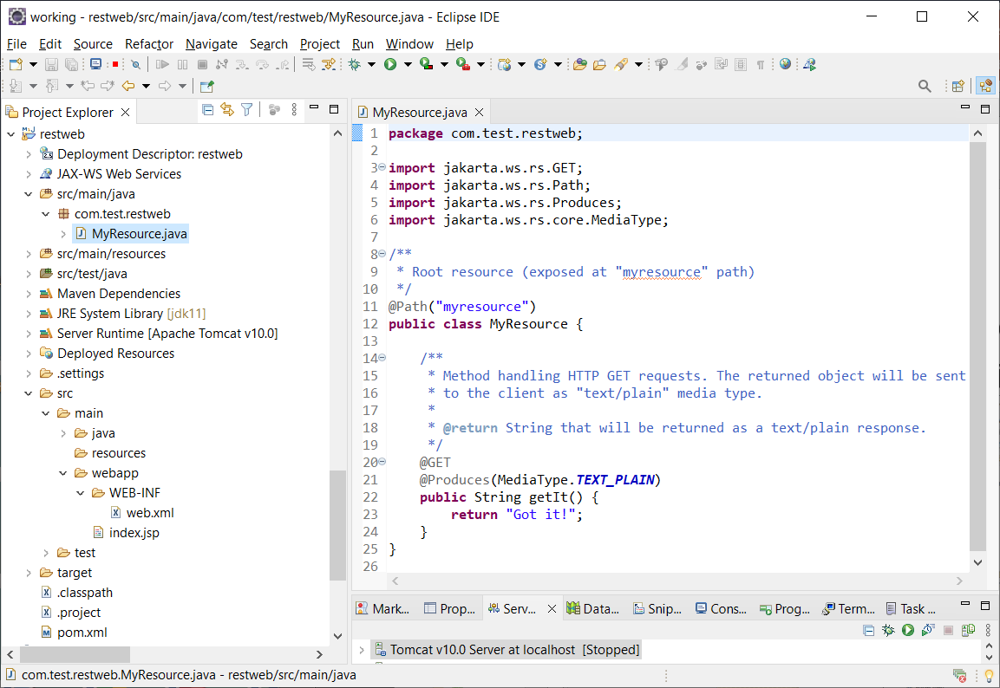 working - restweb/src/main/java/com/test/restweb/MyResource.java - Eclipse IDE
File Edit Source Refactor Navigate Search Project Run Window Help
Project Explorer
restweb
Deployment Descriptor: restweb
JAX-WS Web Services
src/main/java
com.test.restweb
MyResource.java
src/main/resources
src/test/java
Maven Dependencies
JRE System Library [jdk11]
Server Runtime [Apache Tomcat v10.0]
Deployed Resources
.settings
src
main
java
resources
webapp
WEB-INF
web.xml
index.jsp
test
target
.classpath
.project
pom.xml
MyResource.java
1 package com.test.restweb;
2
3 import jakarta.ws.rs.GET;
4 import jakarta.ws.rs.Path;
5 import jakarta.ws.rs.Produces;
6 import jakarta.ws.rs.core.MediaType;
7
8 /**
9 * Root resource (exposed at "myresource" path)
10 */
11 @Path("myresource")
12 public class MyResource {
13
14 /**
15 * Method handling HTTP GET requests. The returned object will be sent
16 * to the client as "text/plain" media type.
17 *
18 * @return String that will be returned as a text/plain response.
19 */
20 @GET
21 @Produces(MediaType.TEXT_PLAIN)
22 public String getIt() {
23 return "Got it!";
24 }
25 }
26
Mark... Prop... Serv... Data... Snip... Cons... Prog... Term... Task ...
Tomcat v10.0 Server at localhost [Stopped]
com.test.restweb.MyResource.java - restweb/src/main/java